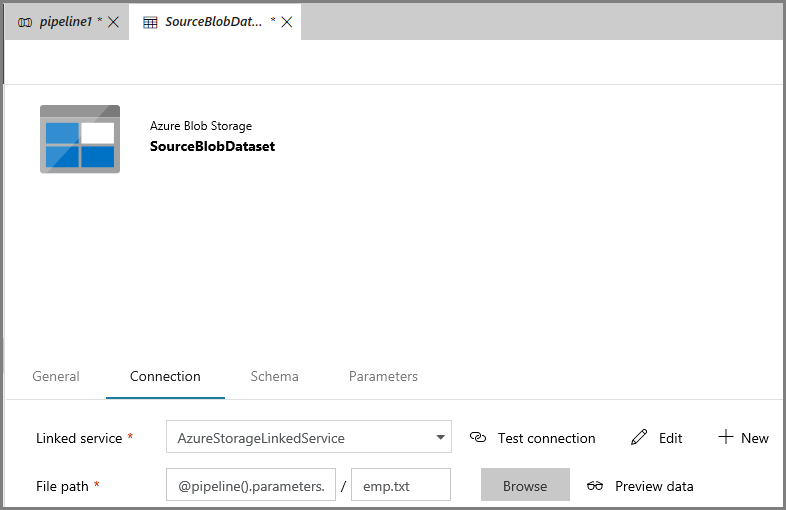 pipeline1 * SourceBlobDat... *
Azure Blob Storage
SourceBlobDataset
General Connection Schema Parameters
Linked service * AzureStorageLinkedService Test connection Edit New
File path * @pipeline().parameters. / emp.txt Browse Preview data